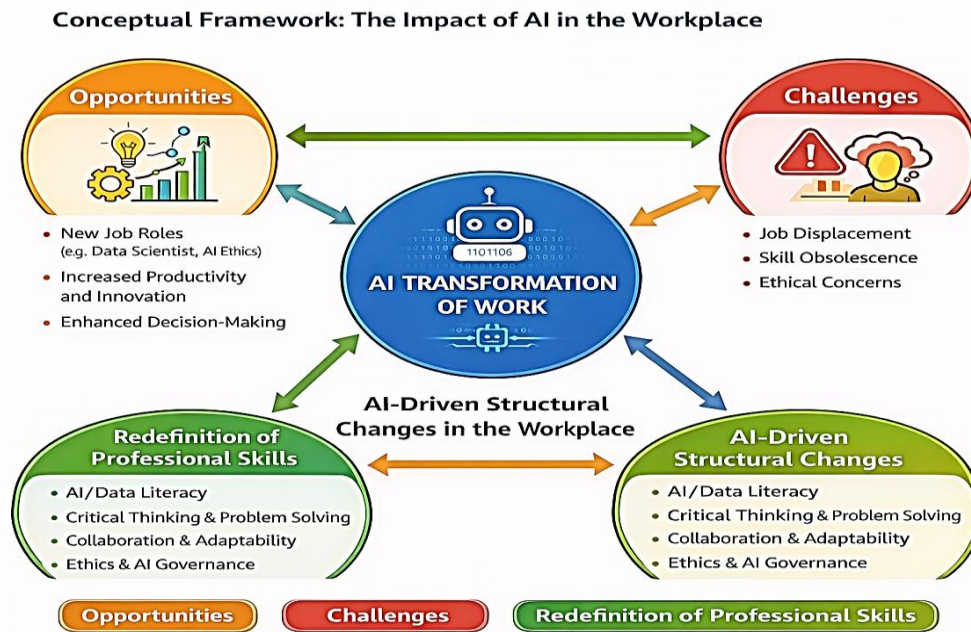 Conceptual Framework: The Impact of AI in the Workplace
Opportunities
• New Job Roles
(e.g. Data Scientist, AI Ethics)
• Increased Productivity
and Innovation
• Enhanced Decision-Making
Challenges
• Job Displacement
• Skill Obsolescence
• Ethical Concerns
1101106
AI TRANSFORMATION
OF WORK
AI-Driven Structural
Changes in the Workplace
Redefinition of
Professional Skills
• AI/Data Literacy
• Critical Thinking & Problem Solving
• Collaboration & Adaptability
• Ethics & AI Governance
AI-Driven
Structural Changes
• AI/Data Literacy
• Critical Thinking & Problem Solving
• Collaboration & Adaptability
• Ethics & AI Governance
Opportunities
Challenges
Redefinition of Professional Skills